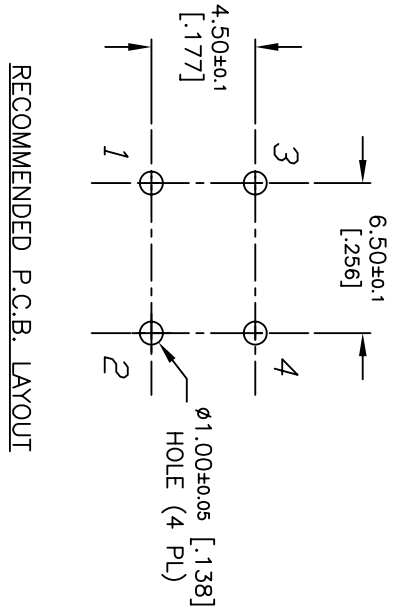 4.50±0.1
[.177]
6.50±0.1
[.256]
1
3
2
4
ø1.00±0.05 [.138]
HOLE (4 PL)
RECOMMENDED P.C.B. LAYOUT